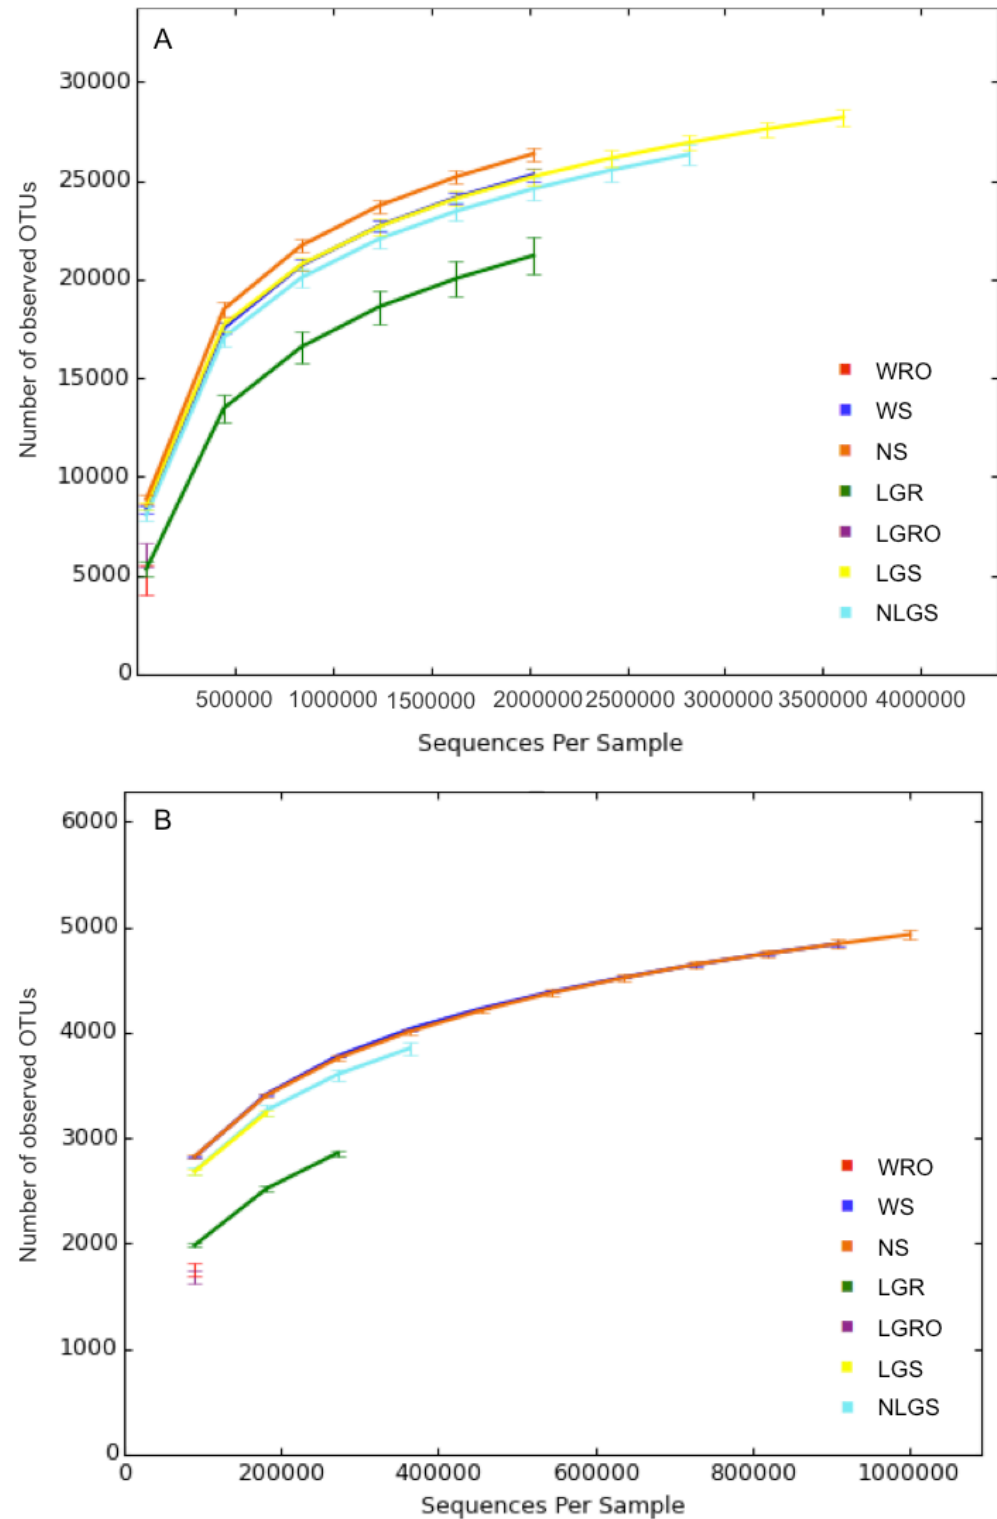 A
30000
25000
20000
15000
10000
5000
0
Number of observed OTUs
WRO
WS
NS
LGR
LGRO
LGS
NLGS
500000 1000000 1500000 2000000 2500000 3000000 3500000 4000000
Sequences Per Sample
B
6000
5000
4000
3000
2000
1000
0
Number of observed OTUs
WRO
WS
NS
LGR
LGRO
LGS
NLGS
0 200000 400000 600000 800000 1000000
Sequences Per Sample